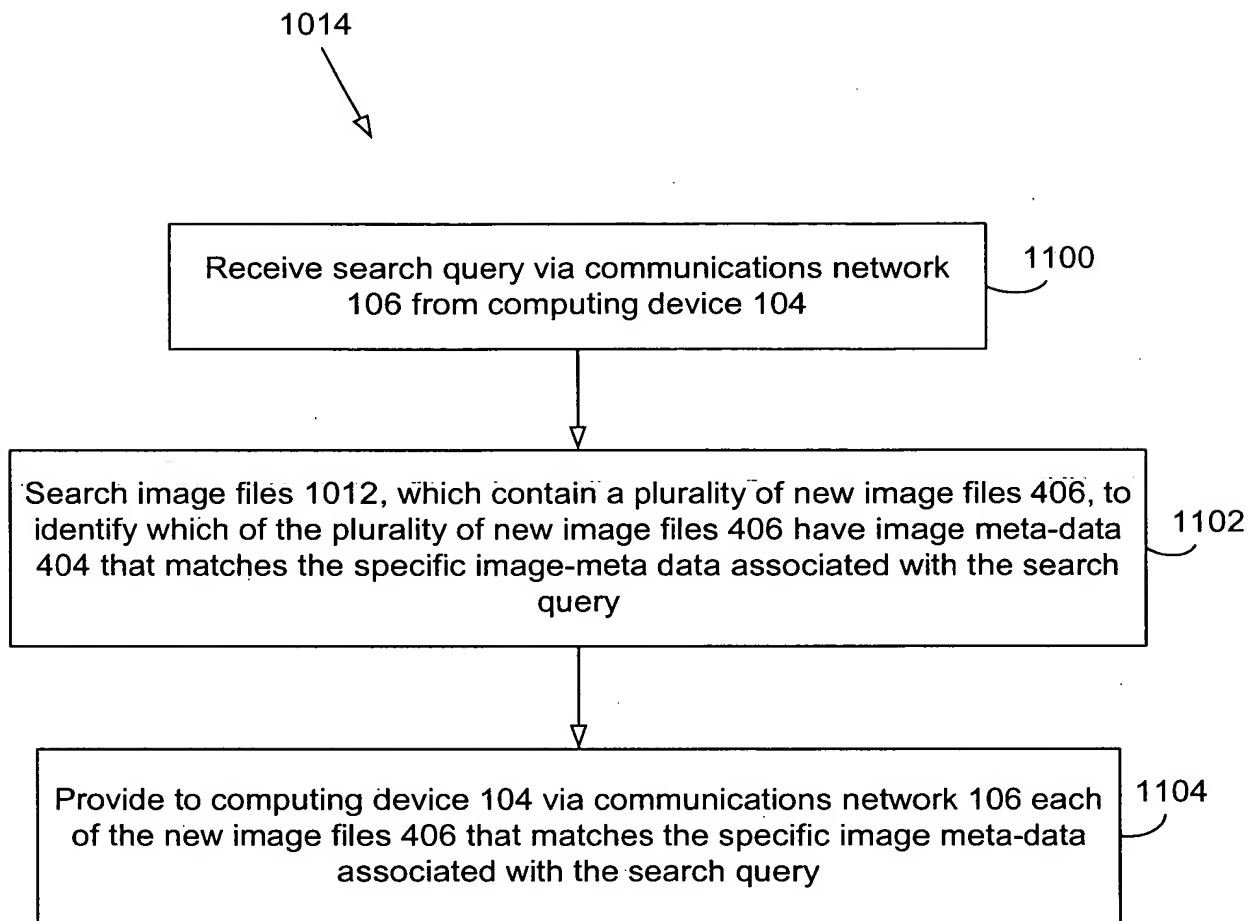 1014
Receive search query via communications network
106 from computing device 104
1100
Search image files 1012, which contain a plurality of new image files 406, to
identify which of the plurality of new image files 406 have image meta-data
404 that matches the specific image-meta data associated with the search
query
1102
Provide to computing device 104 via communications network 106 each
of the new image files 406 that matches the specific image meta-data
associated with the search query
1104